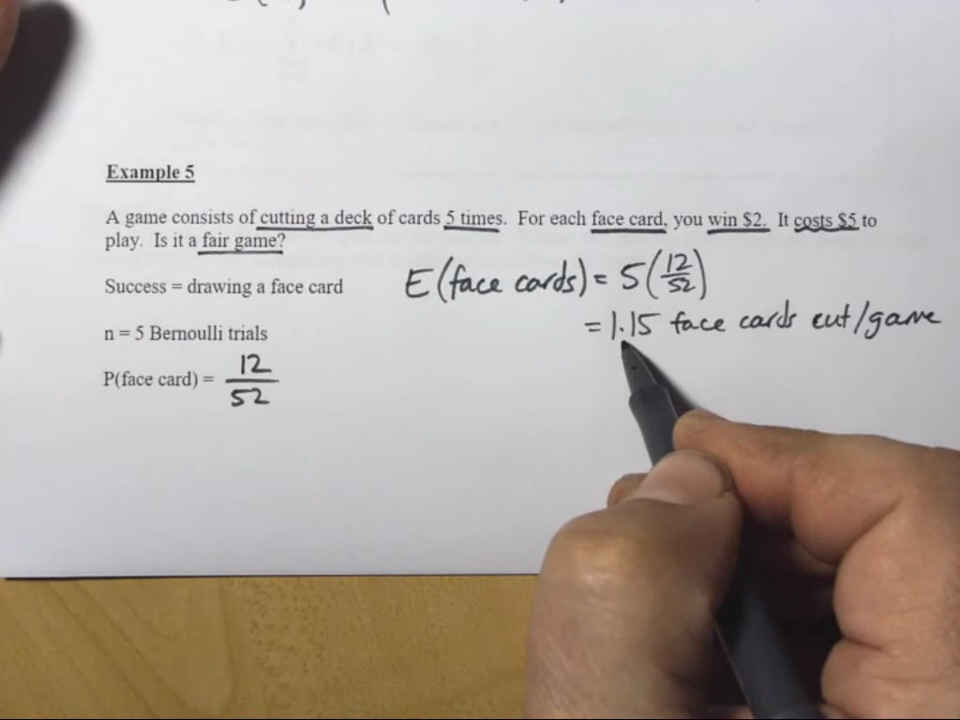 Example 5
A game consists of cutting a deck of cards 5 times. For each face card, you win $2. It costs $5 to
play. Is it a fair game?
E(face cards) = 5(12/52)
Success = drawing a face card
= 1.15 face cards cut/game
n = 5 Bernoulli trials
P(face card) = 12/52